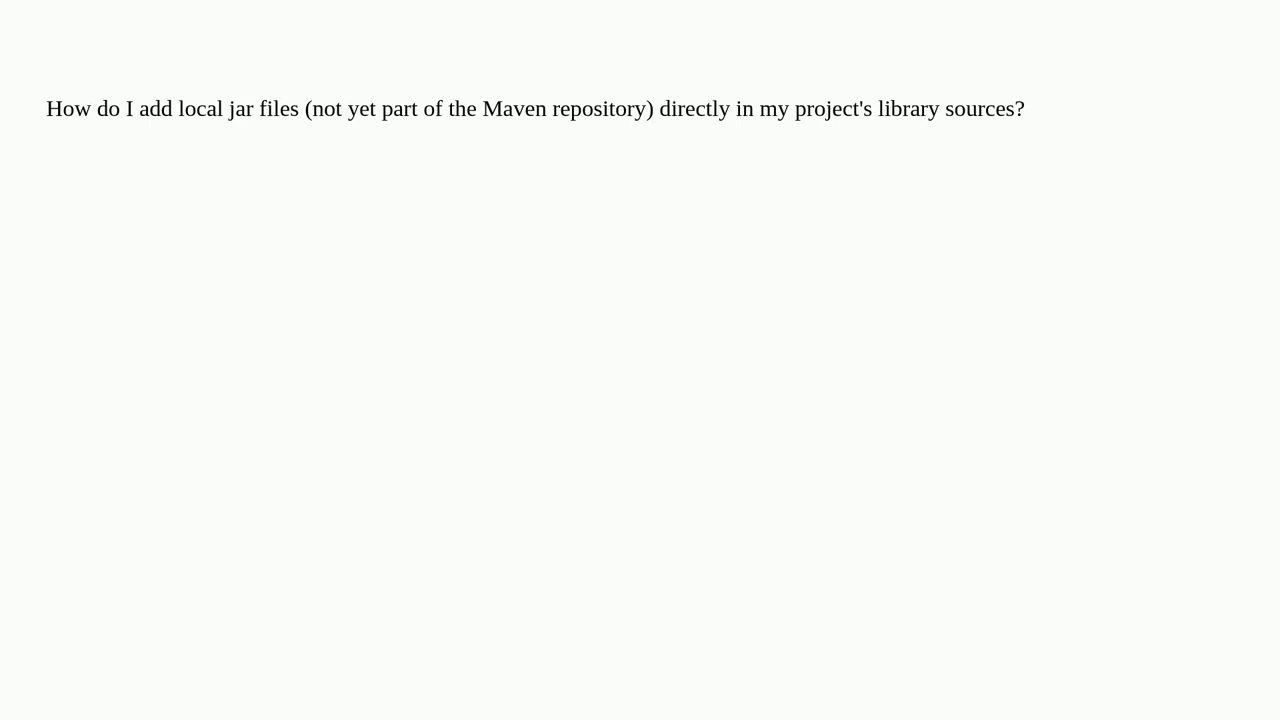 How do I add local jar files (not yet part of the Maven repository) directly in my project's library sources?